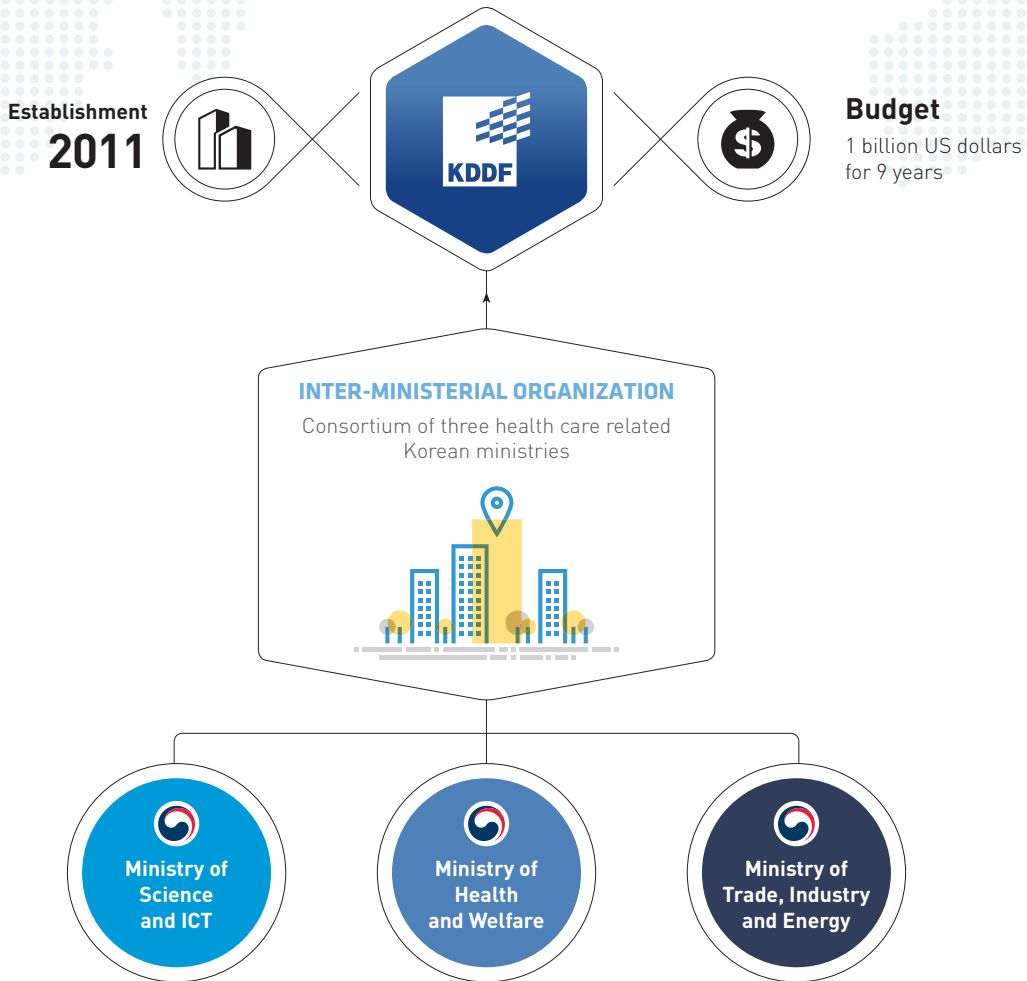 Establishment
2011
KDDF
Budget
1 billion US dollars
for 9 years
INTER-MINISTERIAL ORGANIZATION
Consortium of three health care related
Korean ministries
Ministry of
Science
and ICT
Ministry of
Health
and Welfare
Ministry of
Trade, Industry
and Energy